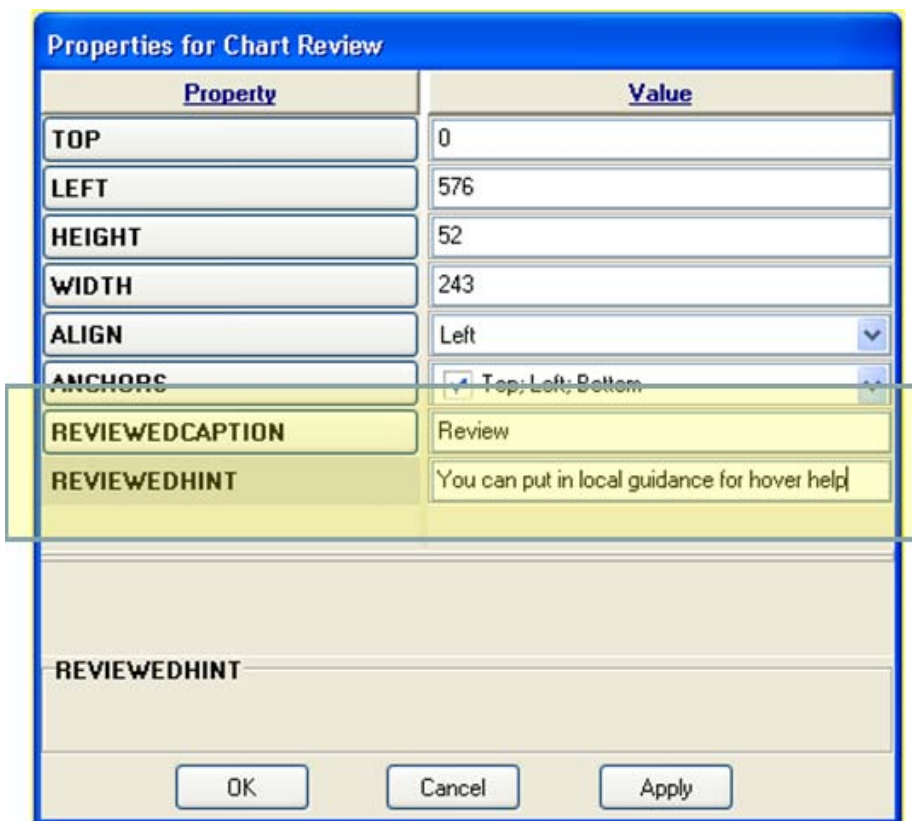 Properties for Chart Review
Property Value
TOP 0
LEFT 576
HEIGHT 52
WIDTH 243
ALIGN Left
ANCHORS Top; Left; Bottom
REVIEWEDCAPTION Review
REVIEWEDHINT You can put in local guidance for hover help
REVIEWEDHINT
OK Cancel Apply